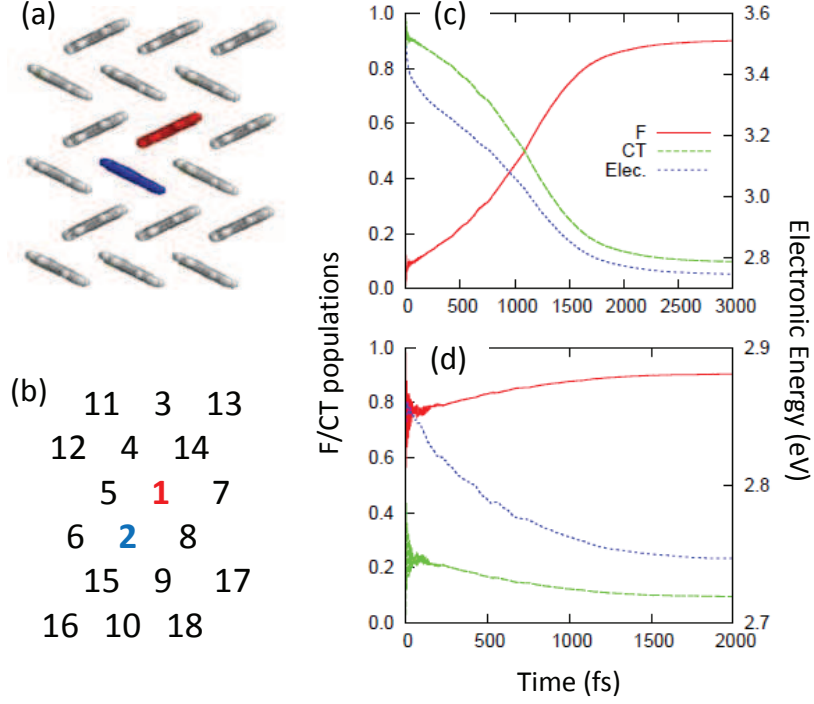 (a)
(b)
11 3 13
12 4 14
5 1 7
6 2 8
15 9 17
16 10 18
(c)
1.0
0.8
0.6
0.4
0.2
0.0
0 500 1000 1500 2000 2500 3000
3.6
3.4
3.2
3.0
2.8
F
CT
Elec.
(d)
1.0
0.8
0.6
0.4
0.2
0.0
0 500 1000 1500 2000
2.9
2.8
2.7
F/CT populations
Electronic Energy (eV)
Time (fs)